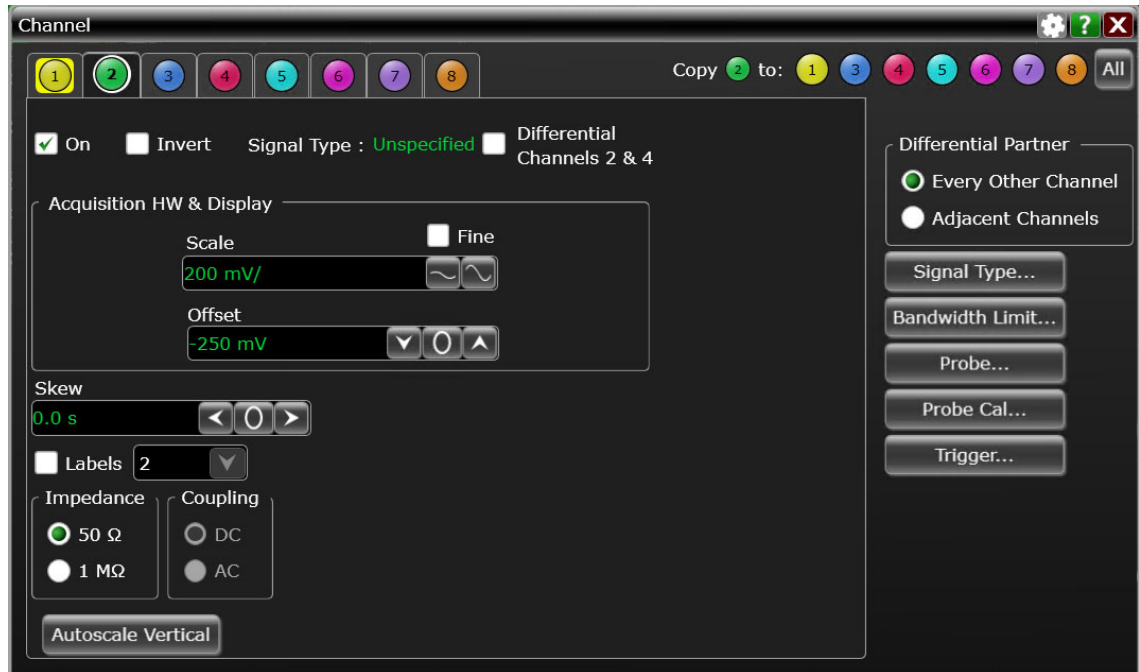 Channel
?
X
1 2 3 4 5 6 7 8
Copy 2 to: 1 3 4 5 6 7 8 All
On Invert Signal Type : Unspecified Differential
Channels 2 & 4
Differential Partner
Every Other Channel
Adjacent Channels
Acquisition HW & Display
Scale Fine
200 mV/
Offset
-250 mV 0
Skew
0.0 s 0
Labels 2
Impedance Coupling
50 Ω DC
1 MΩ AC
Autoscale Vertical
Signal Type...
Bandwidth Limit...
Probe...
Probe Cal...
Trigger...